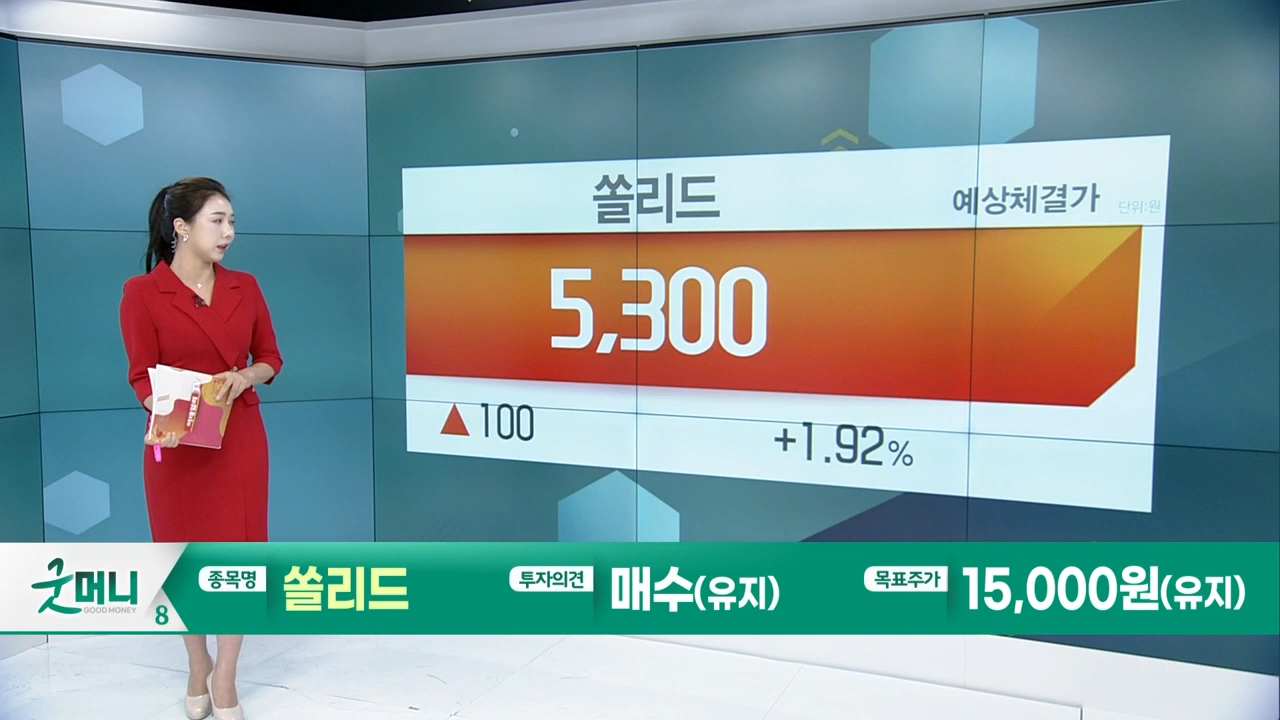 쏠리드
예상체결가 단위:원
5,300
▲100
+1.92%
굿머니
GOOD MONEY
8
종목명 쏠리드
투자의견 매수(유지)
목표주가 15,000원(유지)